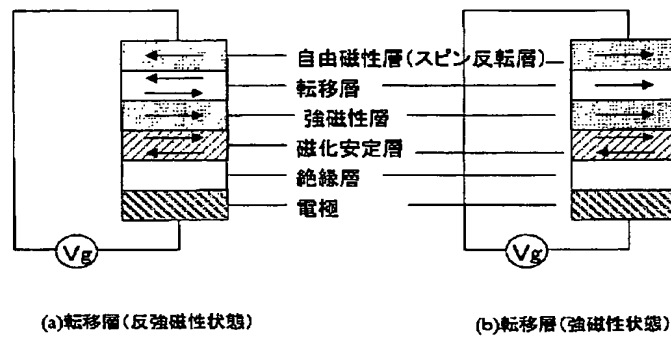 自由磁性層(スピン反転層)
転移層
強磁性層
磁化安定層
絶縁層
電極
Vg
Vg
(a)転移層(反強磁性状態)
(b)転移層(強磁性状態)